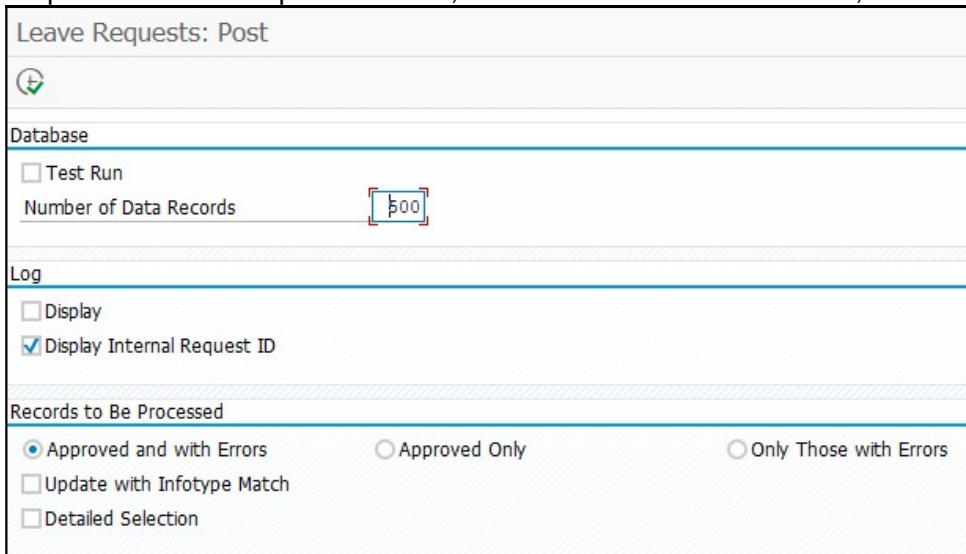 Leave Requests: Post
Database
Test Run
Number of Data Records 500
Log
Display
Display Internal Request ID
Records to Be Processed
Approved and with Errors Approved Only Only Those with Errors
Update with Infotype Match
Detailed Selection